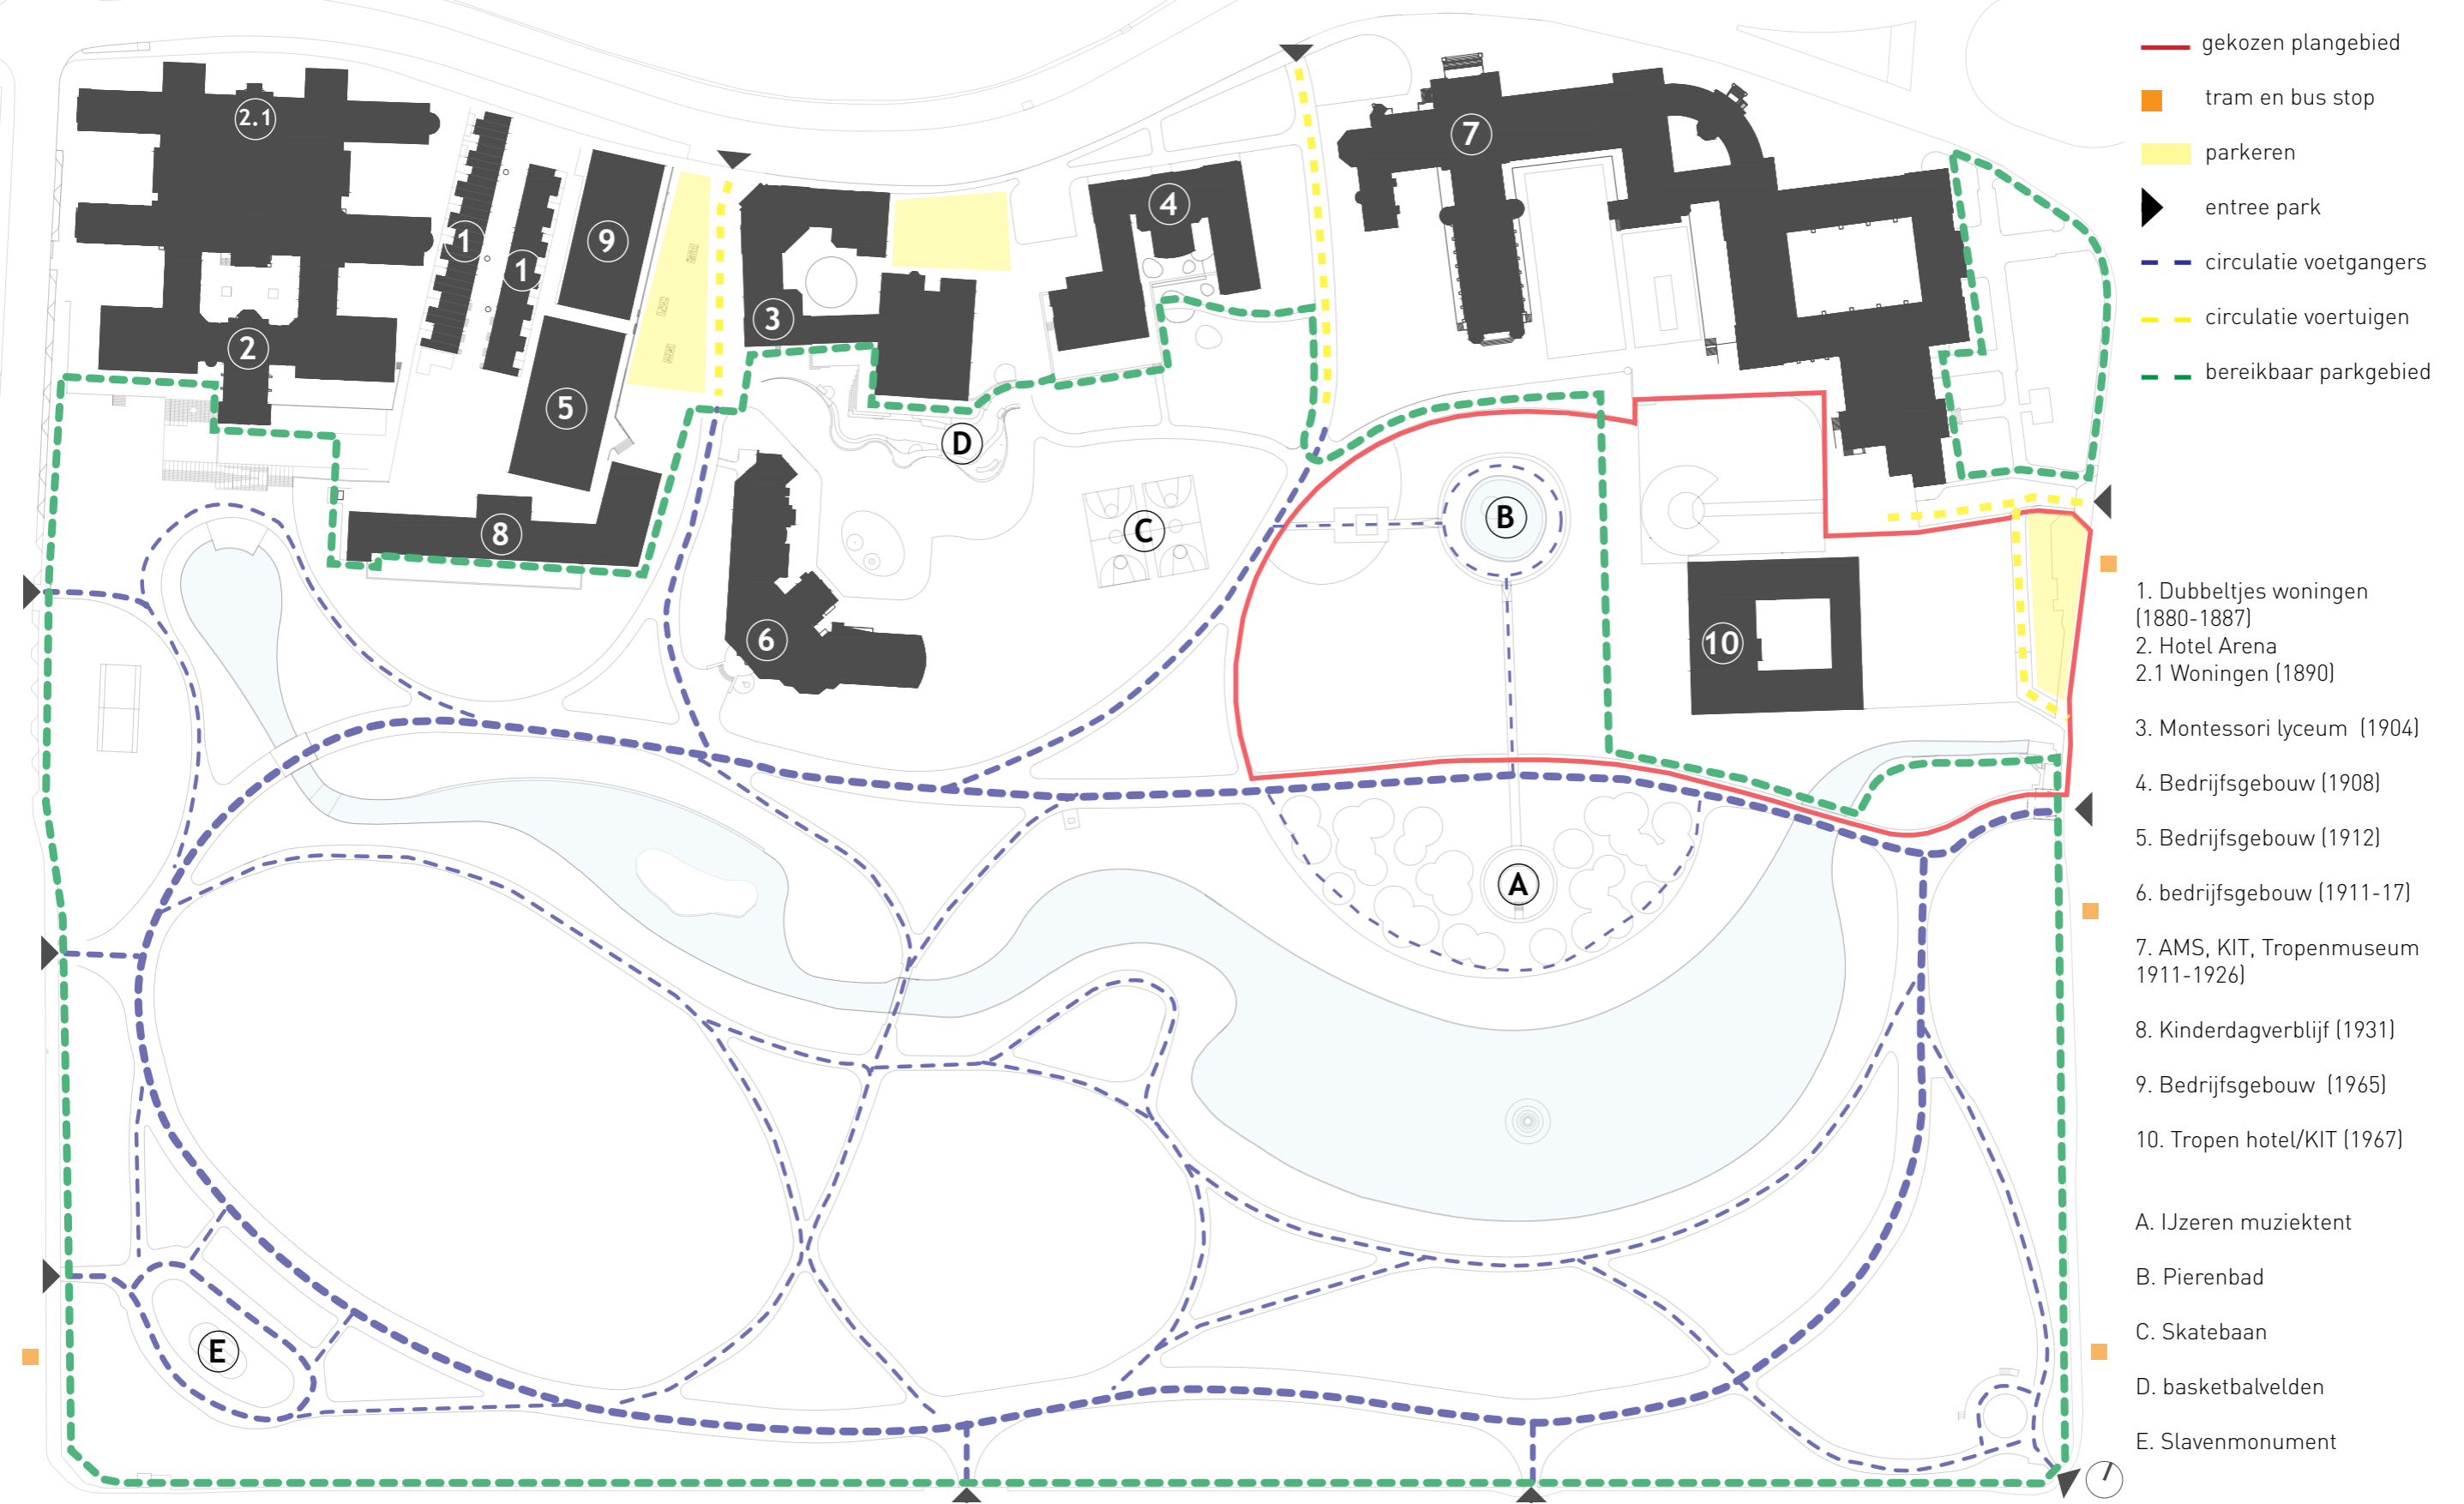 gekozen plangebied
tram en bus stop
parkeren
entree park
circulatie voetgangers
circulatie voertuigen
bereikbaar parkgebied
1. Dubbeltjes woningen
(1880-1887)
2. Hotel Arena
2.1 Woningen (1890)
3. Montessori lyceum (1904)
4. Bedrijfsgebouw (1908)
5. Bedrijfsgebouw (1912)
6. bedrijfsgebouw (1911-17)
7. AMS, KIT, Tropenmuseum
1911-1926)
8. Kinderdagverblijf (1931)
9. Bedrijfsgebouw (1965)
10. Tropen hotel/KIT (1967)
A. IJzeren muziektent
B. Pierenbad
C. Skatebaan
D. basketbalvelden
E. Slavenmonument
2.1
1
1
9
2
5
8
3
4
7
6
10
D
C
B
A
E